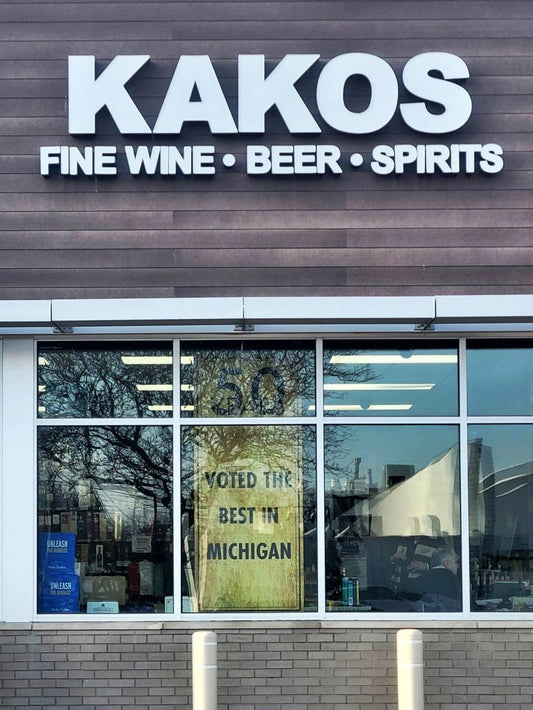 KAKOS
FINE WINE • BEER • SPIRITS
50
VOTED THE
BEST IN
MICHIGAN
UNLEASH
UNLEASH